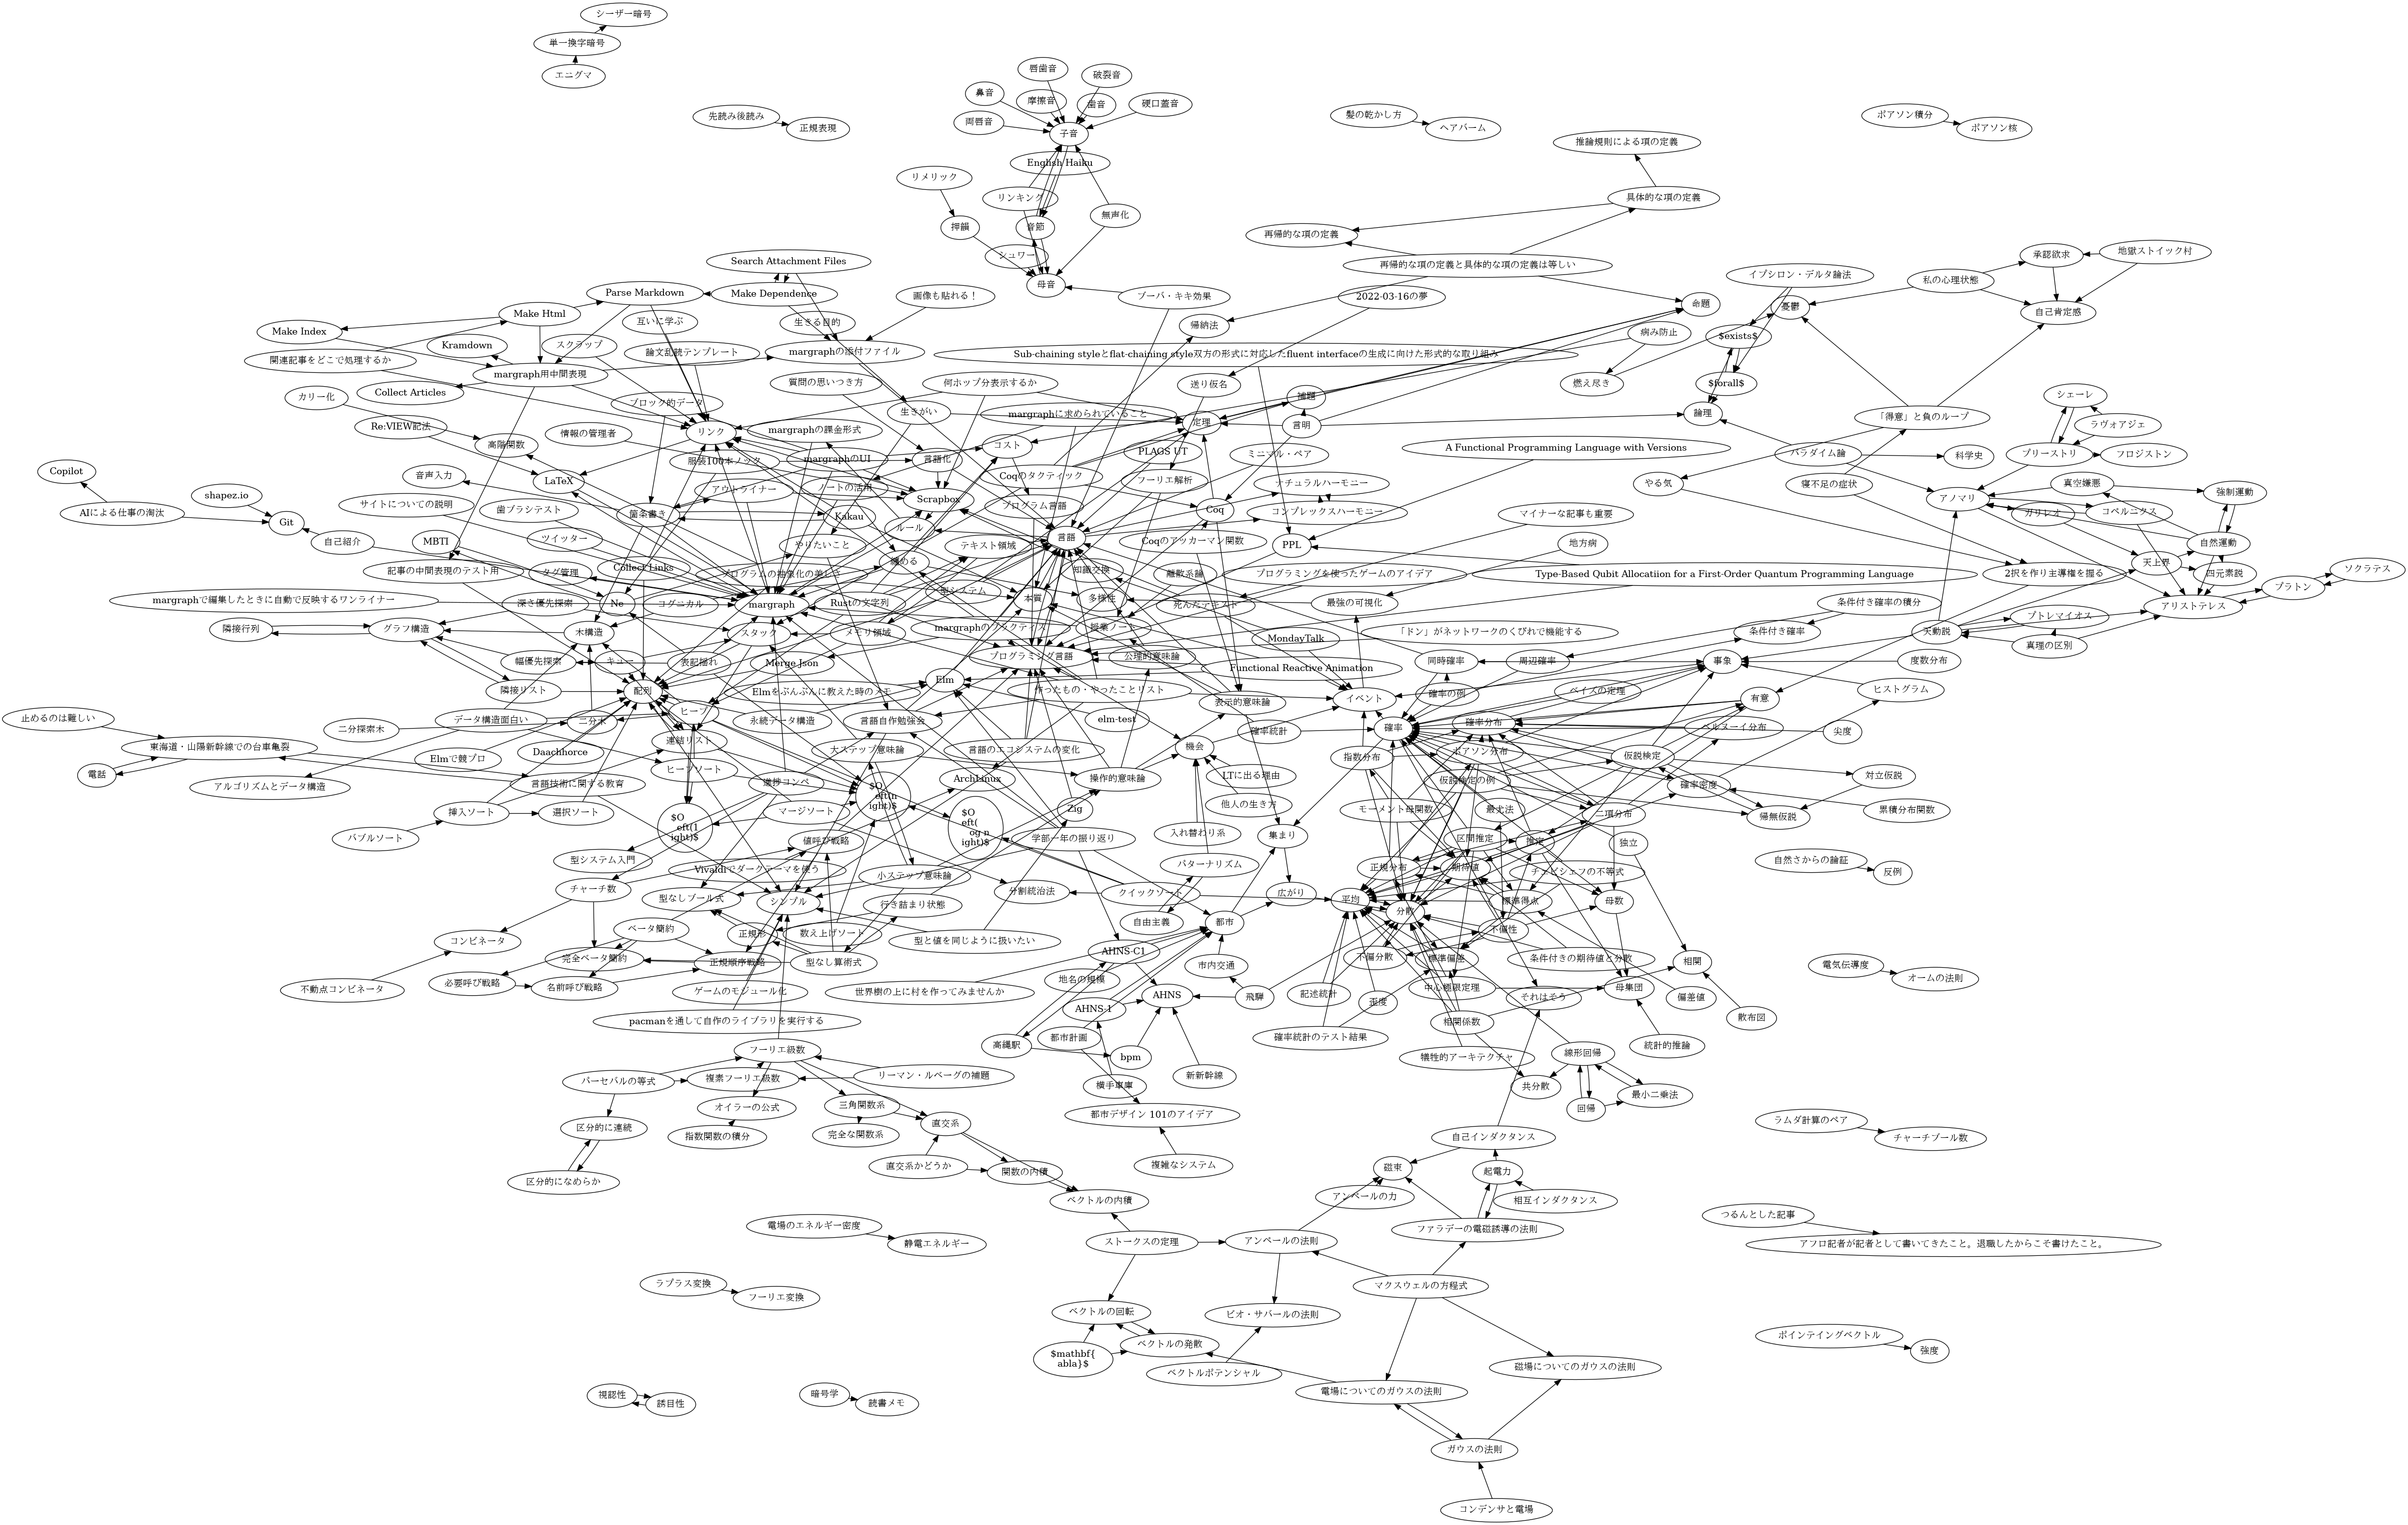 シーザー暗号
単一換字暗号
エニグマ
唇歯音
破裂音
鼻音
摩擦音
歯音
硬口蓋音
先読み後読み
正規表現
両唇音
子音
髪の乾かし方
ヘアバーム
ポアソン積分
ポアソン核
推論規則による項の定義
English Haiku
リメリック
リンキング
具体的な項の定義
無声化
押韻
音節
再帰的な項の定義
シュワー
承認欲求
地獄ストイック村
Search Attachment Files
再帰的な項の定義と具体的な項の定義は等しい
イプシロン・デルタ論法
私の心理状態
母音
Parse Markdown
Make Dependence
画像も貼れる！
ブーバ・キキ効果
2022-03-16の夢
命題
憂鬱
自己肯定感
Make Html
互いに学ぶ
生きる目的
帰納法
病み防止
Make Index
$exists$
Kramdown
スクラップ
論文乱読テンプレート
margraphの添付ファイル
Sub-chaining styleとflat-chaining style双方の形式に対応したfluent interfaceの生成に向けた形式的な取り組み
関連記事をどこで処理するか
margraph用中間表現
質問の思いつき方
何ホップ分表示するか
送り仮名
燃え尽き
$forall$
Collect Articles
シェーレ
カリー化
ブロック的データ
生きがい
margraphに求められていること
補題
論理
「得意」と負のループ
ラヴォアジェ
Re:VIEW記法
情報の管理者
リンク
margraphの課金形式
定理
言明
高階関数
コスト
A Functional Programming Language with Versions
パラダイム論
科学史
プリーストリ
フロジストン
Copilot
音声入力
服装100本ノック
margraphのUI
言語化
PLAGS UT
ミニマル・ペア
LaTeX
Coqのタクティック
フーリエ解析
ナチュラルハーモニー
やる気
寝不足の症状
真空嫌悪
強制運動
shapez.io
サイトについての説明
アウトライナー
ノートの活用
Scrapbox
アノマリ
AIによる仕事の淘汰
Git
箇条書き
Kakau
プログラム言語
Coq
コンプレックスハーモニー
ガリレオ
コペルニクス
歯ブラシテスト
ルール
マイナーな記事も重要
自己紹介
MBTI
ツイッター
やりたいこと
テキスト領域
言語
Coqのアッカーマン関数
PPL
地方病
自然運動
記事の中間表現のテスト用
Collect Links
極める
知識交換
天上界
ソクラテス
タグ管理
プログラムの抽象化の美しさ
離散系論
プログラミングを使ったゲームのアイデア
Type-Based Qubit Allocatiion for a First-Order Quantum Programming Language
2択を作り主導権を握る
四元素説
プラトン
margraphで編集したときに自動で反映するワンライナー
深さ優先探索
Ne
コグニカル
margraph
Rustの文字列
型システム
本質
多様性
死んだテキスト
最強の可視化
条件付き確率の積分
アリストテレス
隣接行列
グラフ構造
木構造
スタック
メモリ領域
margraphのプラクティス
授業ノート
MondayTalk
「ドン」がネットワークのくびれで機能する
条件付き確率
天動説
プトレマイオス
真理の区別
幅優先探索
キュー
表記揺れ
Merge Json
プログラミング言語
公理的意味論
Functional Reactive Animation
同時確率
周辺確率
事象
度数分布
隣接リスト
配列
Elmをぶんぶんに教えた時のメモ
Elm
作ったもの・やったことリスト
表示的意味論
イベント
確率の例
ベイズの定理
有意
ヒストグラム
止めるのは難しい
データ構造面白い
二分木
ヒープ
永続データ構造
言語自作勉強会
elm-test
確率統計
確率
確率分布
ベルヌーイ分布
尖度
二分探索木
東海道・山陽新幹線での台車亀裂
Elmで競プロ
Daachhorce
連結リスト
大ステップ意味論
言語のエコシステムの変化
機会
指数分布
ポアソン分布
仮説検定
電話
アルゴリズムとデータ構造
言語技術に関する教育
ヒープソート
進捗コンペ
ArchLinux
操作的意味論
LTに出る理由
仮説検定の例
対立仮説
確率密度
$O
eft(n
ight)$
挿入ソート
選択ソート
マージソート
Zig
他人の生き方
モーメント母関数
最尤法
二項分布
累積分布関数
帰無仮説
バブルソート
$O
eft(1
ight)$
値呼び戦略
$O
eft(
og n
ight)$
学部一年の振り返り
入れ替わり系
集まり
区間推定
推定
独立
型システム入門
Vivaldiでダークテーマを使う
パターナリズム
正規分布
期待値
チェビシェフの不等式
自然さからの論証
反例
チャーチ数
型なしブール式
小ステップ意味論
分割統治法
クイックソート
広がり
平均
標準得点
母数
シンプル
行き詰まり状態
自由主義
都市
分散
ベータ簡約
正規形
数え上げソート
型と値を同じように扱いたい
不偏性
コンビネータ
完全ベータ簡約
正規順序戦略
型なし算術式
AHNS-C1
市内交通
不偏分散
標準偏差
条件付きの期待値と分散
相関
電気伝導度
オームの法則
不動点コンビネータ
必要呼び戦略
名前呼び戦略
ゲームのモジュール化
世界樹の上に村を作ってみませんか
地名の規模
AHNS
飛騨
記述統計
歪度
中心極限定理
それはそう
母集団
偏差値
pacmanを通して自作のライブラリを実行する
AHNS-1
相関係数
散布図
高縄駅
都市計画
bpm
確率統計のテスト結果
統計的推論
フーリエ級数
犠牲的アーキテクチャ
線形回帰
パーセバルの等式
複素フーリエ級数
リーマン・ルベーグの補題
横手車庫
新新幹線
共分散
最小二乗法
オイラーの公式
三角関数系
都市デザイン 101のアイデア
回帰
区分的に連続
指数関数の積分
完全な関数系
直交系
自己インダクタンス
ラムダ計算のペア
チャーチブール数
区分的になめらか
直交系かどうか
関数の内積
複雑なシステム
磁束
起電力
ベクトルの内積
アンペールの力
相互インダクタンス
電場のエネルギー密度
静電エネルギー
ストークスの定理
アンペールの法則
ファラデーの電磁誘導の法則
つるんとした記事
アフロ記者が記者として書いてきたこと。退職したからこそ書けたこと。
ラプラス変換
フーリエ変換
マクスウェルの方程式
ベクトルの回転
ビオ・サバールの法則
$mathbf{
abla}$
ベクトルの発散
ポインテイングベクトル
強度
ベクトルポテンシャル
磁場についてのガウスの法則
視認性
誘目性
暗号学
読書メモ
電場についてのガウスの法則
ガウスの法則
コンデンサと電場